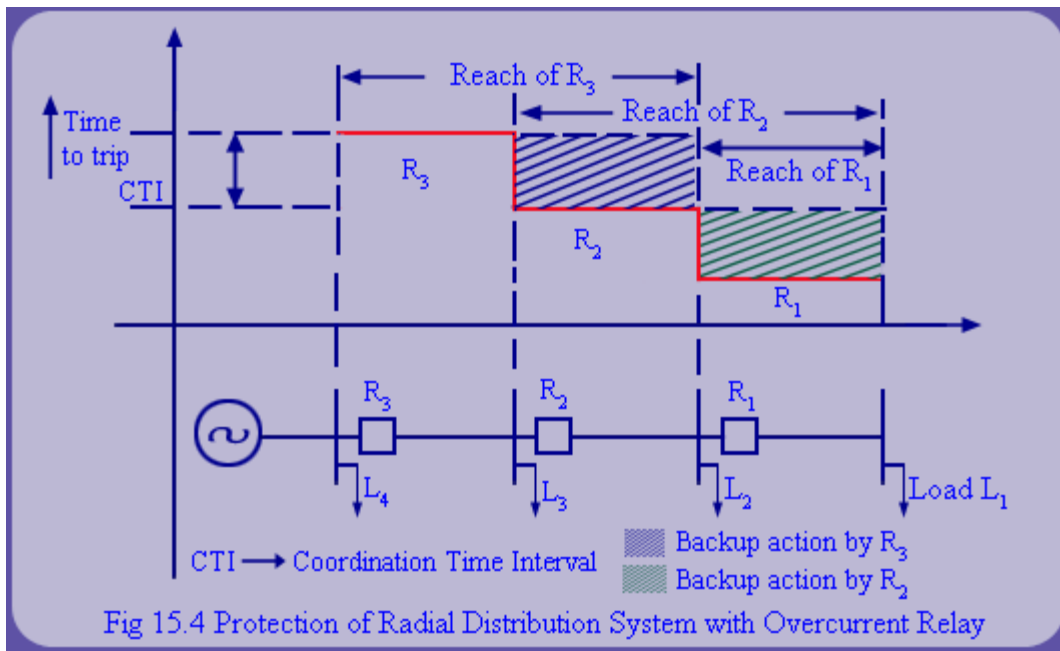 Reach of R3
Reach of R2
Time
to trip
Reach of R1
R3
CTI
R2
R1
R3
R2
R1
L4
L3
L2
Load L1
CTI → Coordination Time Interval
Backup action by R3
Backup action by R2
Fig 15.4 Protection of Radial Distribution System with Overcurrent Relay